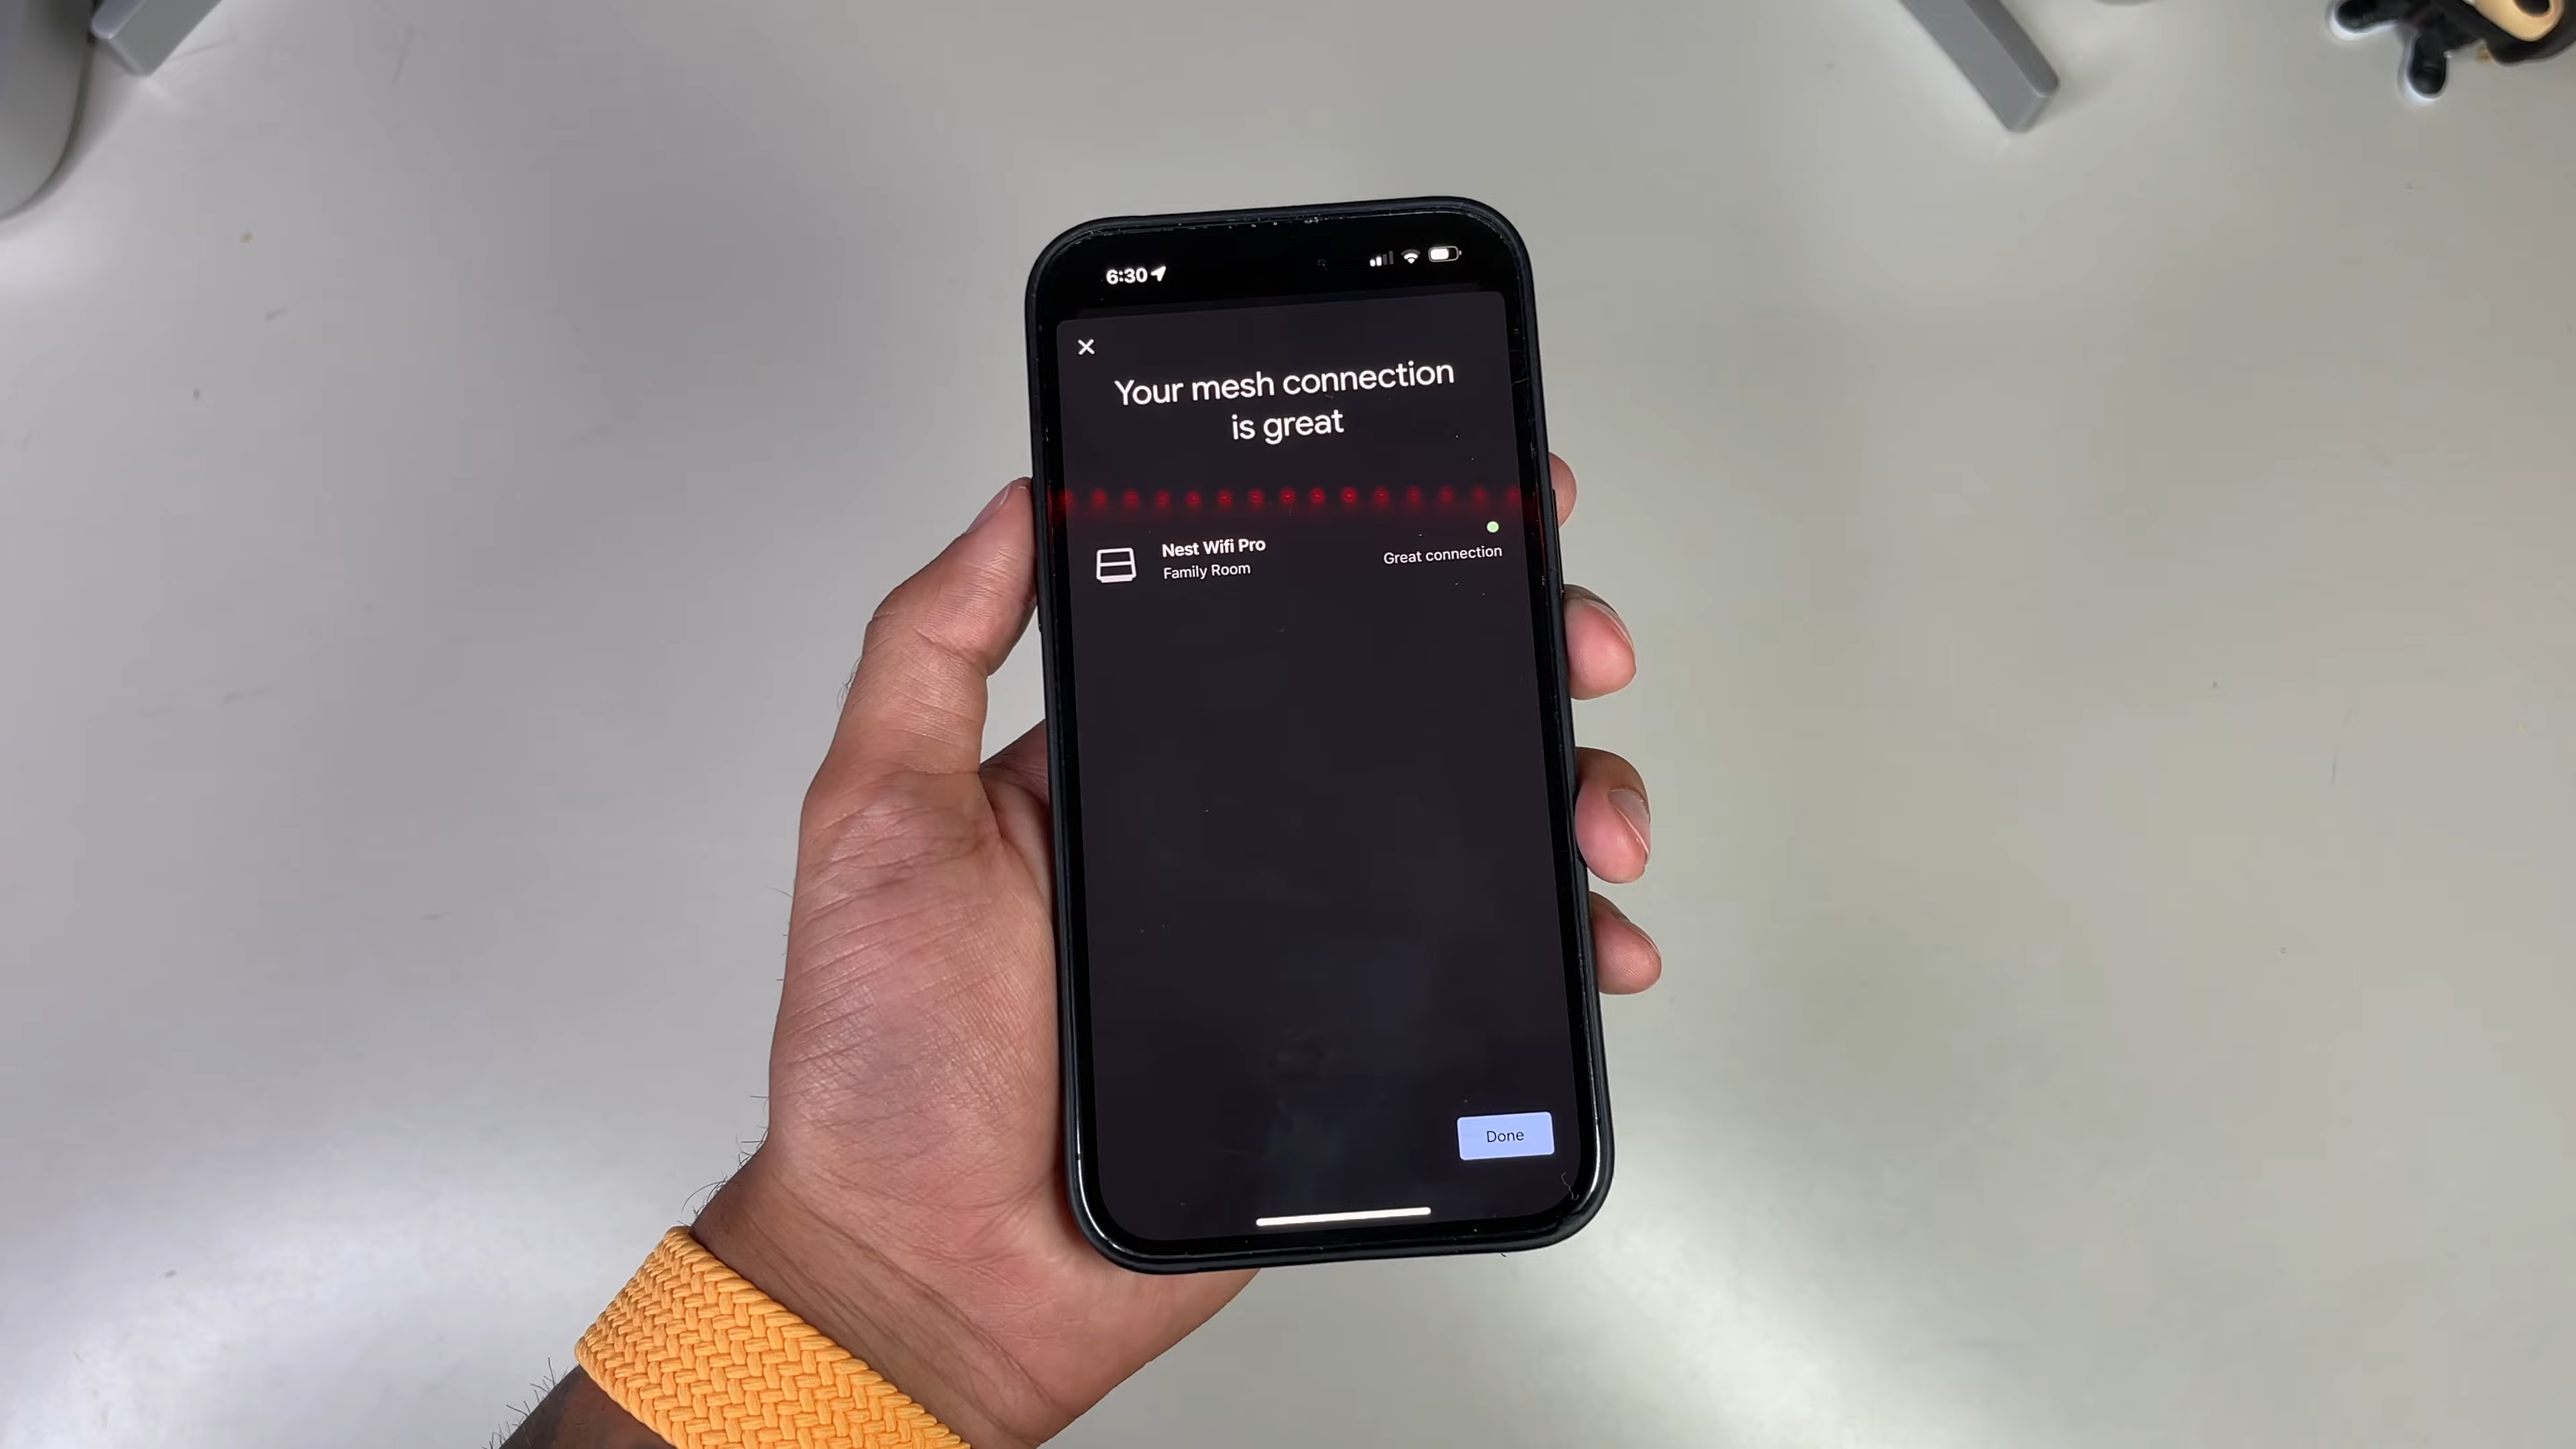 6:30
Your mesh connection
is great
Nest Wifi Pro
Family Room
Great connection
Done